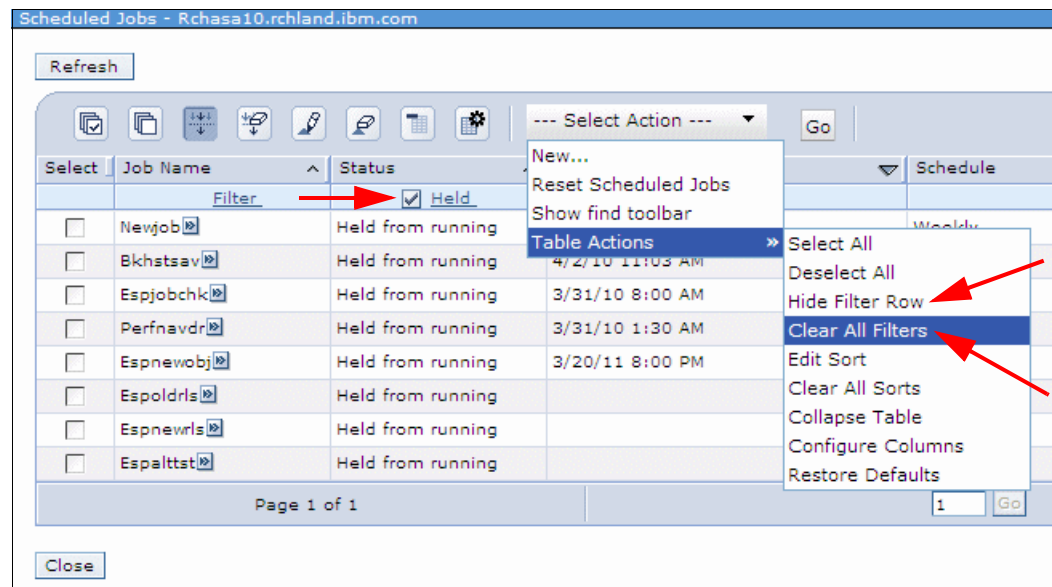 Scheduled Jobs - Rchasa10.rchland.ibm.com
Refresh
--- Select Action --- Go
Select Job Name Status Schedule
Filter Held
New...
Reset Scheduled Jobs
Show find toolbar
Table Actions »
Select All
Deselect All
Hide Filter Row
Clear All Filters
Edit Sort
Clear All Sorts
Collapse Table
Configure Columns
Restore Defaults
Newjob Held from running Weekly
Bkhstsav Held from running 4/2/10 11:03 AM
Espjobchk Held from running 3/31/10 8:00 AM
Perfnavdr Held from running 3/31/10 1:30 AM
Espnewobj Held from running 3/20/11 8:00 PM
Espoldrls Held from running
Espnewrls Held from running
Espalttst Held from running
Page 1 of 1 1 Go
Close